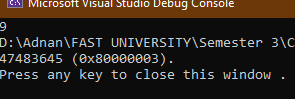 Microsoft Visual Studio Debug Console
9
D:\Adnan\FAST UNIVERSITY\Semester 3\C
47483645 (0x80000003).
Press any key to close this window .